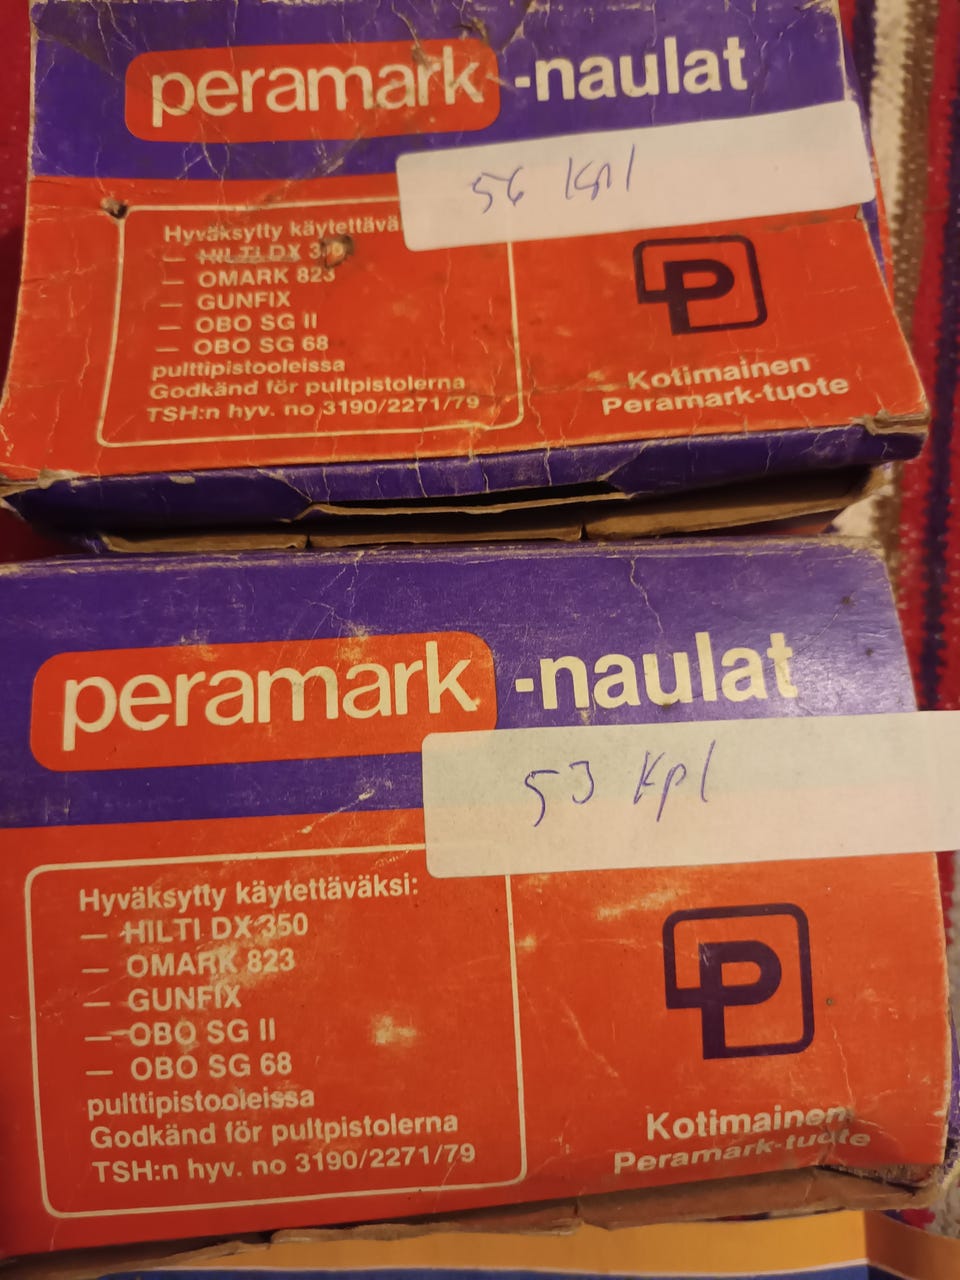 peramark -naulat
56 kpl
Hyväksytty käytettävä
— HILTI DX
— OMARK 823
— GUNFIX
— OBO SG II
— OBO SG 68
pulttipistooleissa
Godkänd för pultpistolerna
TSH:n hyv. no 3190/2271/79
P
Kotimainen
Peramark-tuote
peramark -naulat
53 kpl
Hyväksytty käytettäväksi:
— HILTI DX 350
— OMARK 823
— GUNFIX
— OBO SG II
— OBO SG 68
pulttipistooleissa
Godkänd för pultpistolerna
TSH:n hyv. no 3190/2271/79
P
Kotimainen
Peramark-tuote